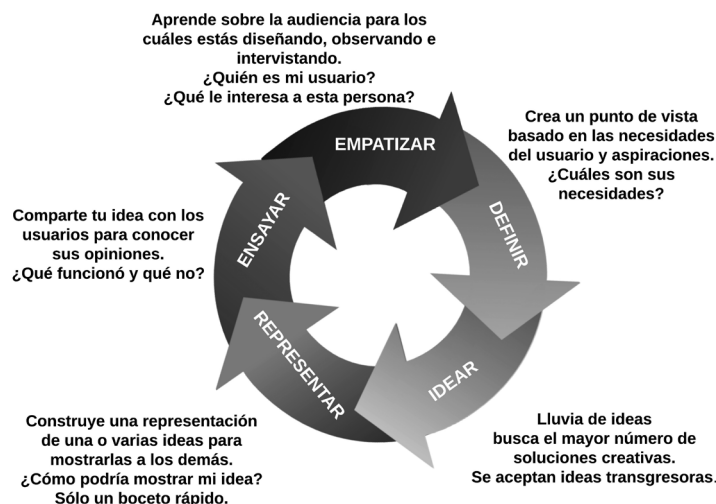 Aprende sobre la audiencia para los
cuáles estás diseñando, observando e
intervistando.
¿Quién es mi usuario?
¿Qué le interesa a esta persona?
EMPATIZAR
Crea un punto de vista
basado en las necesidades
del usuario y aspiraciones.
¿Cuáles son sus
necesidades?
DEFINIR
Lluvia de ideas
busca el mayor número de
soluciones creativas.
Se aceptan ideas transgresoras.
IDEAR
Construye una representación
de una o varias ideas para
mostrarlas a los demás.
¿Cómo podría mostrar mi idea?
Sólo un boceto rápido.
REPRESENTAR
Comparte tu idea con los
usuarios para conocer
sus opiniones.
¿Qué funcionó y qué no?
ENSAYAR